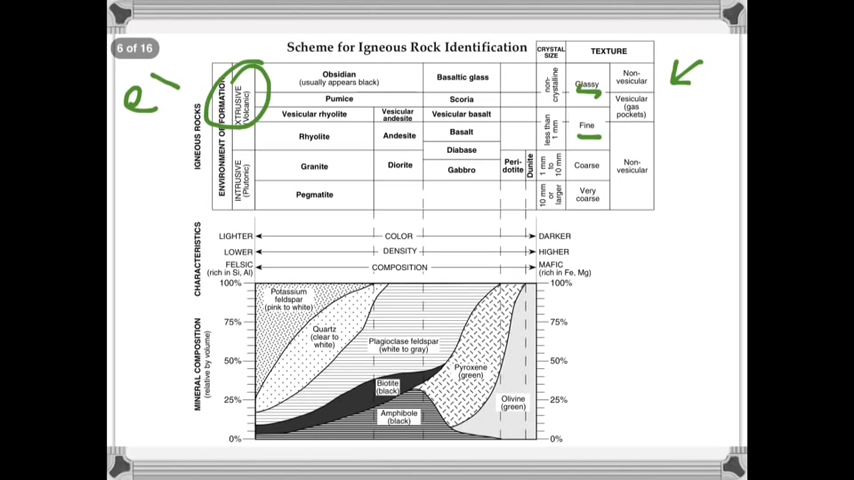 6 of 16
Scheme for Igneous Rock Identification
CRYSTAL SIZE
TEXTURE
IGNEOUS ROCKS
ENVIRONMENT OF FORMATION
EXTRUSIVE (Volcanic)
INTRUSIVE (Plutonic)
Obsidian
(usually appears black)
Basaltic glass
non-crystalline
Glassy
Non-vesicular
Pumice
Scoria
Vesicular (gas pockets)
Vesicular rhyolite
Vesicular andesite
Vesicular basalt
less than 1 mm
Fine
Rhyolite
Andesite
Basalt
Diabase
Granite
Diorite
Gabbro
Peri-dotite
Dunite
1 mm to 10 mm
Coarse
Non-vesicular
Pegmatite
10 mm or larger
Very coarse
CHARACTERISTICS
LIGHTER
COLOR
DARKER
LOWER
DENSITY
HIGHER
FELSIC
(rich in Si, Al)
COMPOSITION
MAFIC
(rich in Fe, Mg)
MINERAL COMPOSITION
(relative by volume)
100%
75%
50%
25%
0%
Potassium feldspar (pink to white)
Quartz (clear to white)
Plagioclase feldspar (white to gray)
Biotite (black)
Amphibole (black)
Pyroxene (green)
Olivine (green)
100%
75%
50%
25%
0%